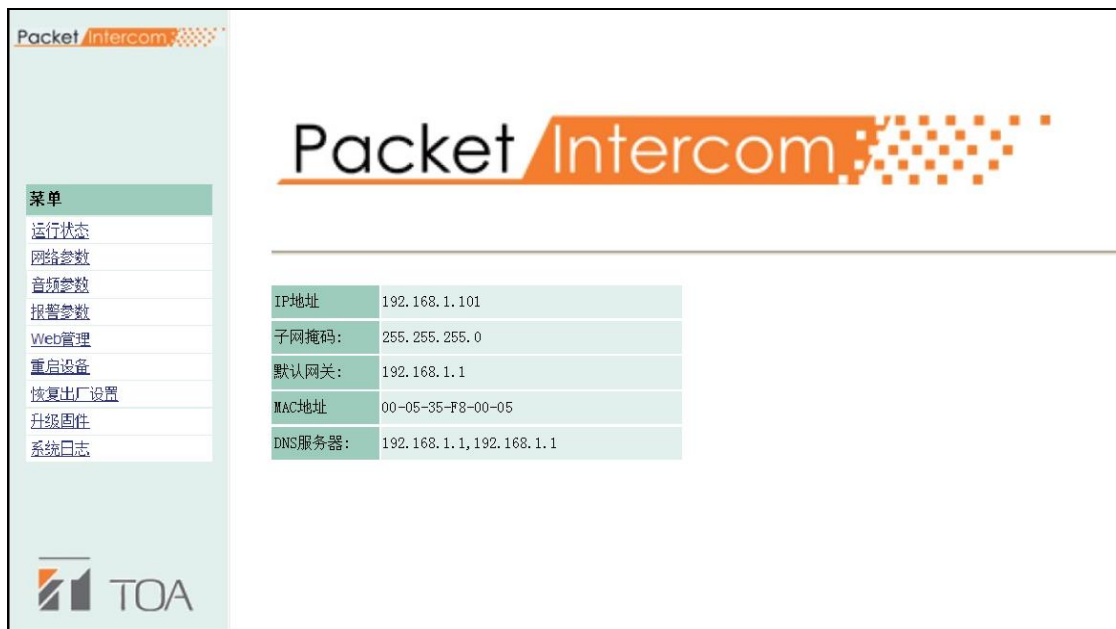 Packet Intercom
Packet Intercom
菜单
运行状态
网络参数
音频参数
报警参数
Web管理
重启设备
恢复出厂设置
升级固件
系统日志
IP地址 192.168.1.101
子网掩码: 255.255.255.0
默认网关: 192.168.1.1
MAC地址 00-05-35-F8-00-05
DNS服务器: 192.168.1.1,192.168.1.1
TOA